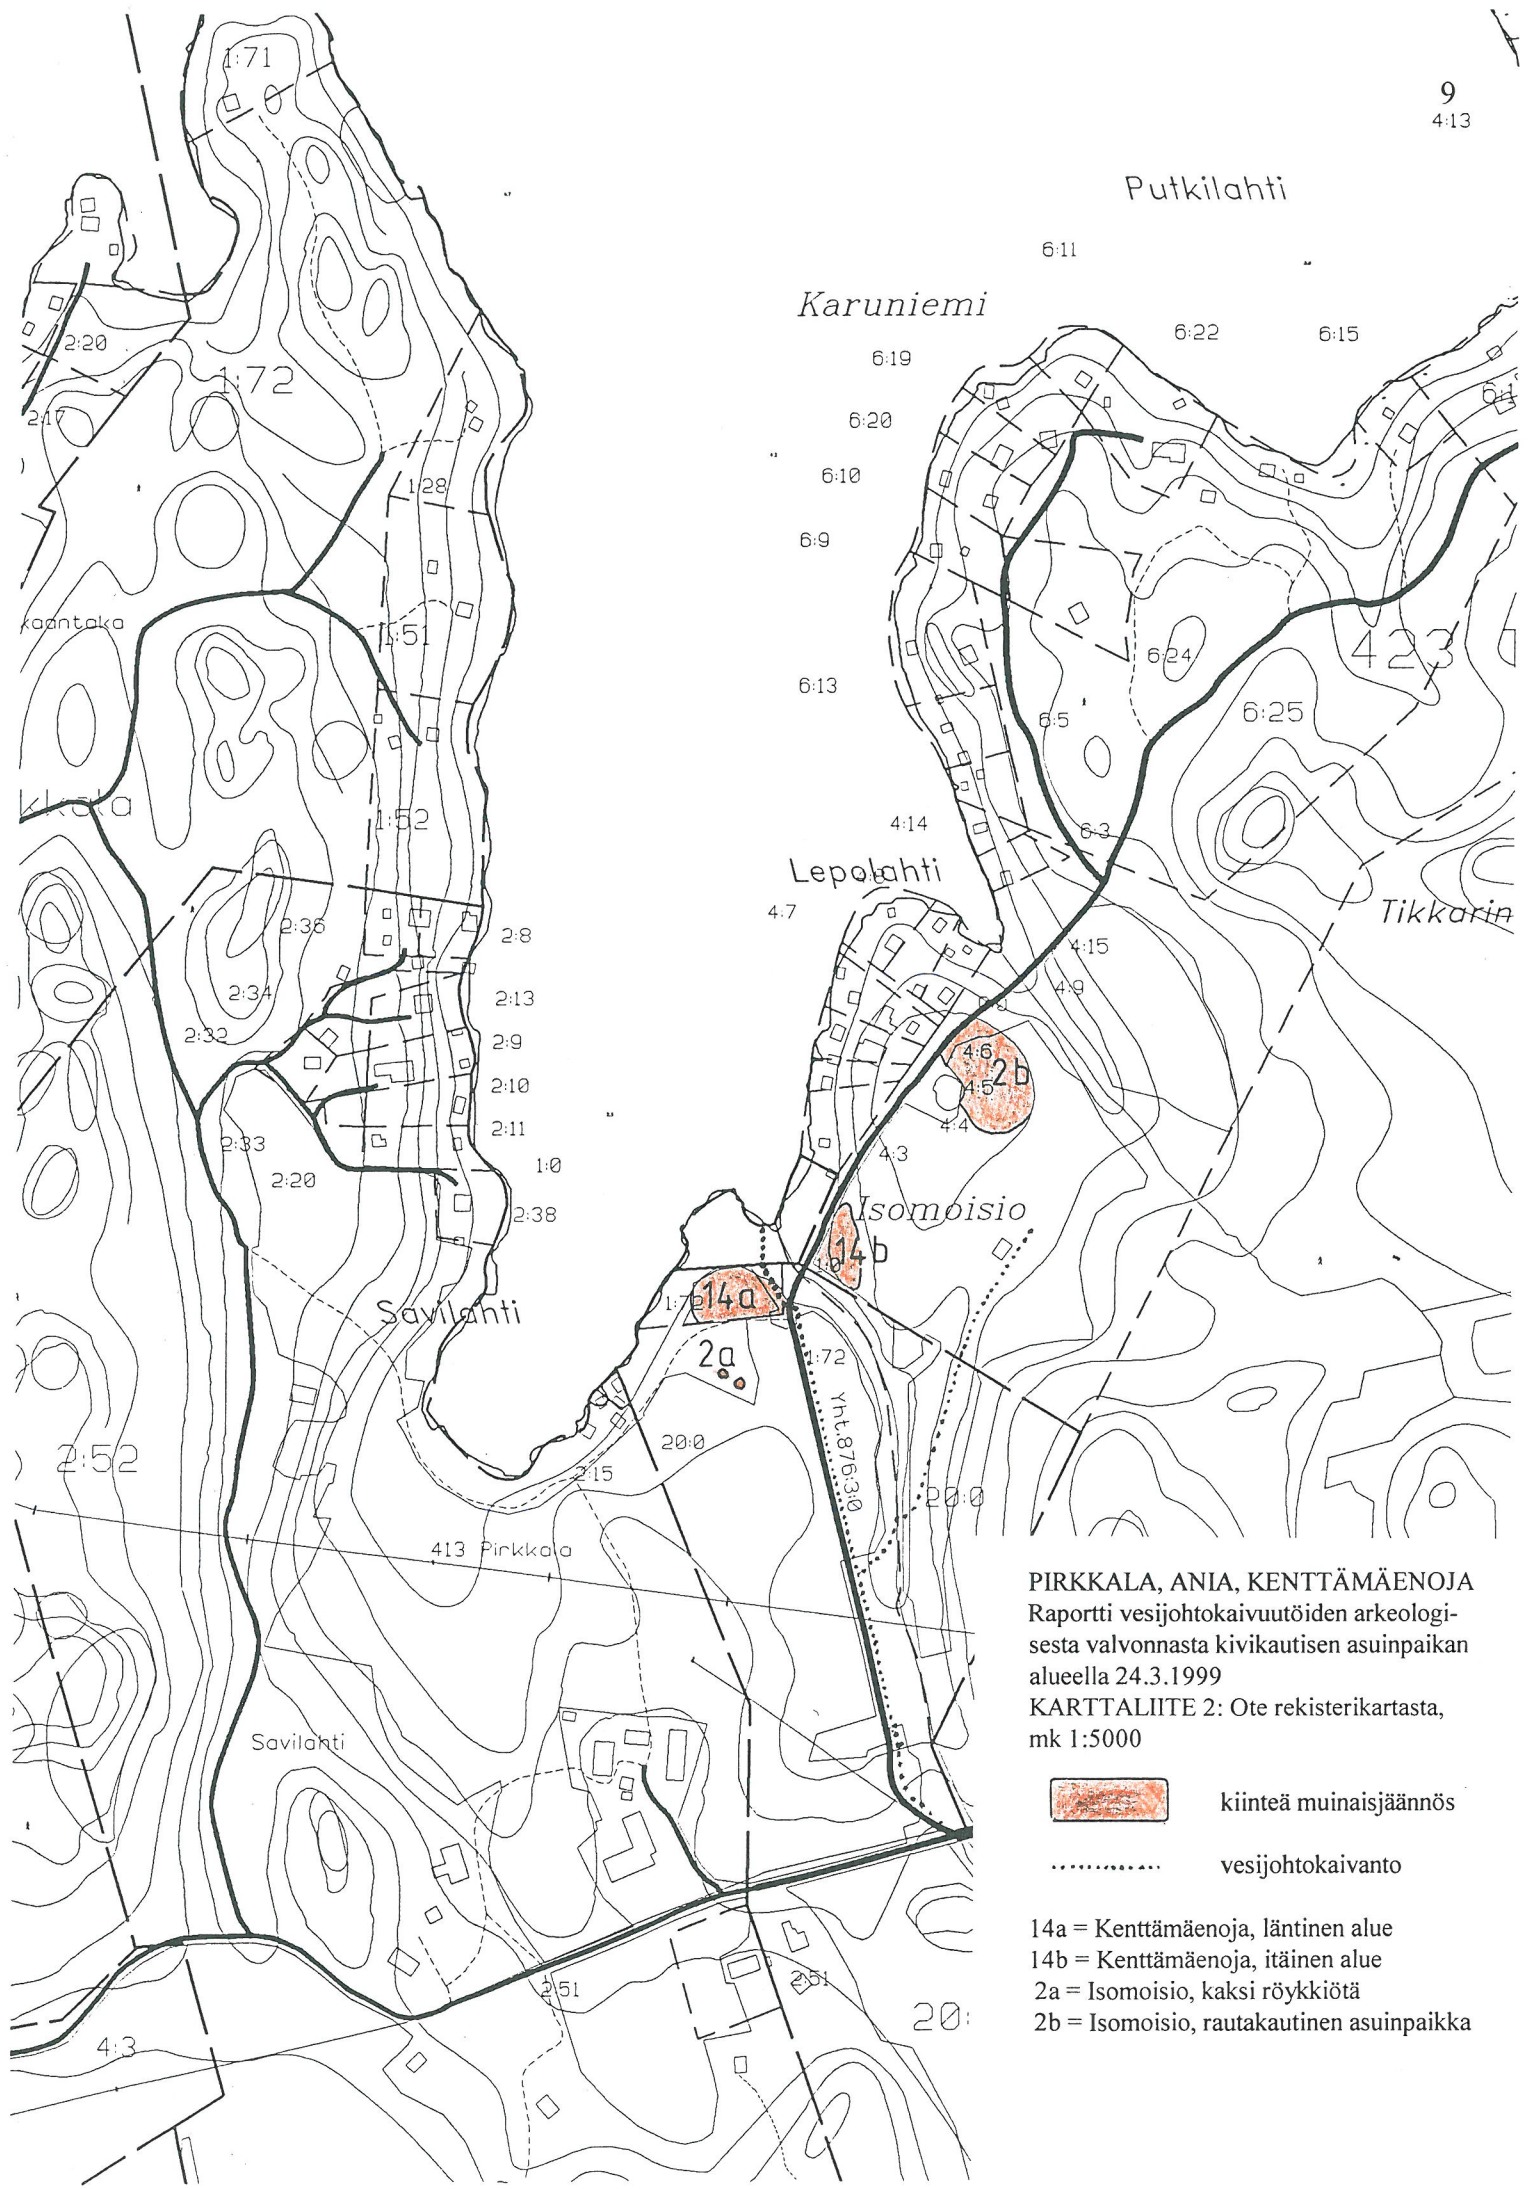 9
4:13
1:71
Putkilahti
6:11
Karuniemi
6:22
6:15
2:20
6:19
1:72
2:17
6:20
6:10
1:28
6:9
kaantaka
1:51
423
6:24
6:13
6:5
6:25
kkala
1:52
4:14
6:3
Lepolahti
4:7
Tikkarin
2:36
2:8
4:15
2:34
2:13
4:9
2:32
2:9
4:6
2b
2:10
4:5
2:11
4:4
2:33
4:3
1:0
2:20
2:38
Isomoisio
14b
1:0
Savilahti
1:72
14a
2a
1:72
Yht.876:3:0
20:0
2:52
2:15
20:0
413 Pirkkala
PIRKKALA, ANIA, KENTTÄMÄENOJA
Raportti vesijohtokaivuutöiden arkeologi-
sesta valvonnasta kivikautisen asuinpaikan
alueella 24.3.1999
KARTTALIITE 2: Ote rekisterikartasta,
mk 1:5000
Savilahti
kiinteä muinaisjäännös
vesijohtokaivanto
14a = Kenttämäenoja, läntinen alue
14b = Kenttämäenoja, itäinen alue
2a = Isomoisio, kaksi röykkiötä
2b = Isomoisio, rautakautinen asuinpaikka
2:51
2:51
20:
4:3